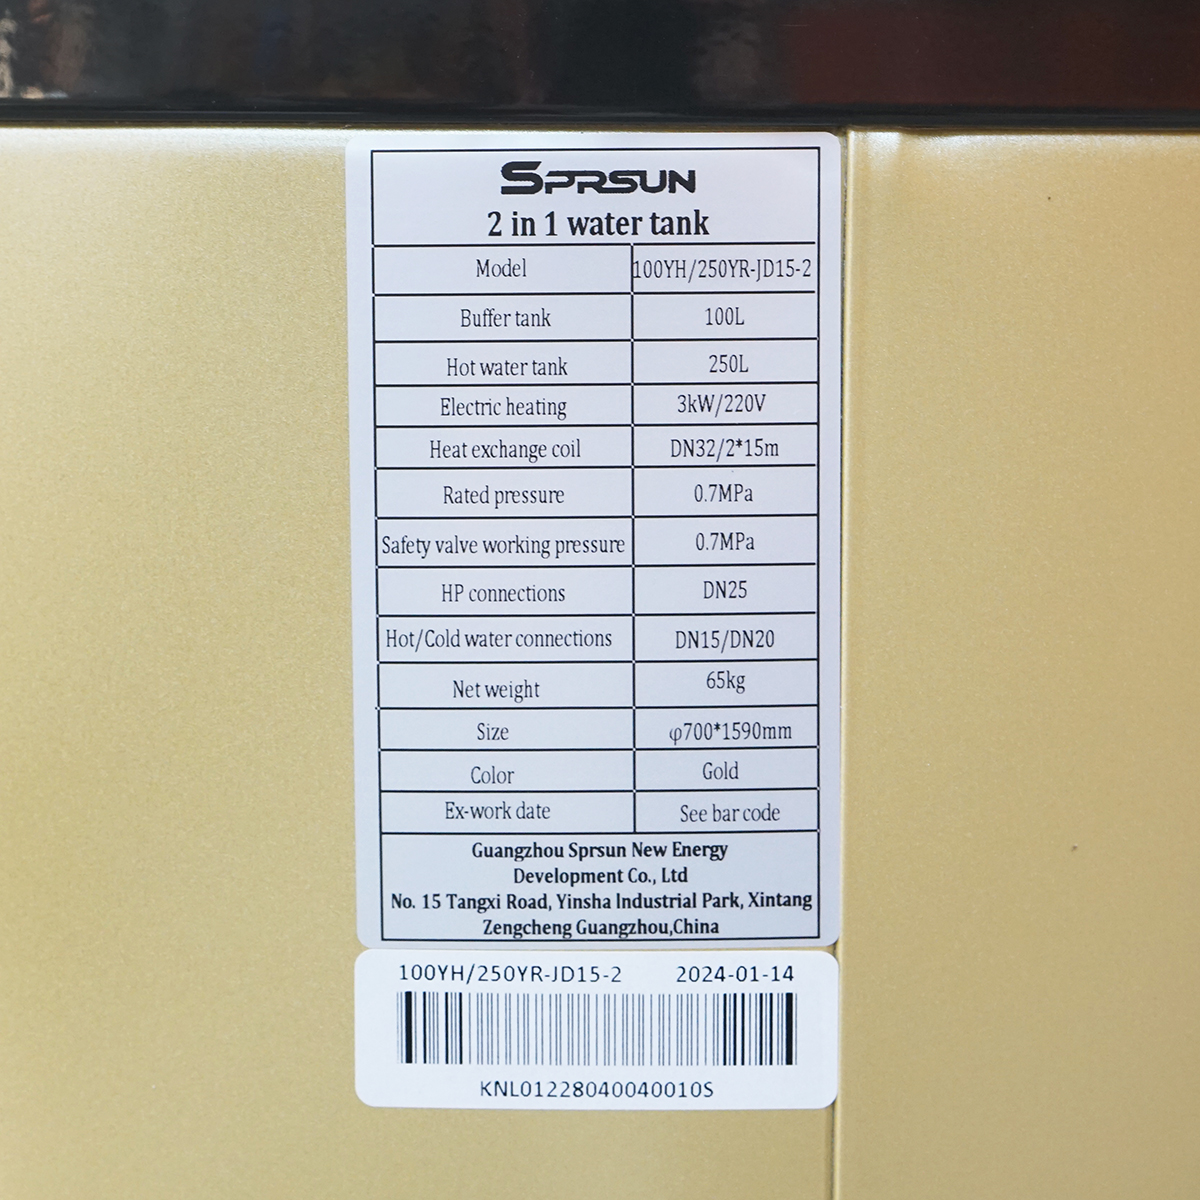 SPRSUN
2 in 1 water tank
Model 100YH/250YR-JD15-2
Buffer tank 100L
Hot water tank 250L
Electric heating 3kW/220V
Heat exchange coil DN32/2*15m
Rated pressure 0.7MPa
Safety valve working pressure 0.7MPa
HP connections DN25
Hot/Cold water connections DN15/DN20
Net weight 65kg
Size φ700*1590mm
Color Gold
Ex-work date See bar code
Guangzhou Sprsun New Energy
Development Co., Ltd
No. 15 Tangxi Road, Yinsha Industrial Park, Xintang
Zengcheng Guangzhou,China
100YH/250YR-JD15-2 2024-01-14
KNL01228040040010S